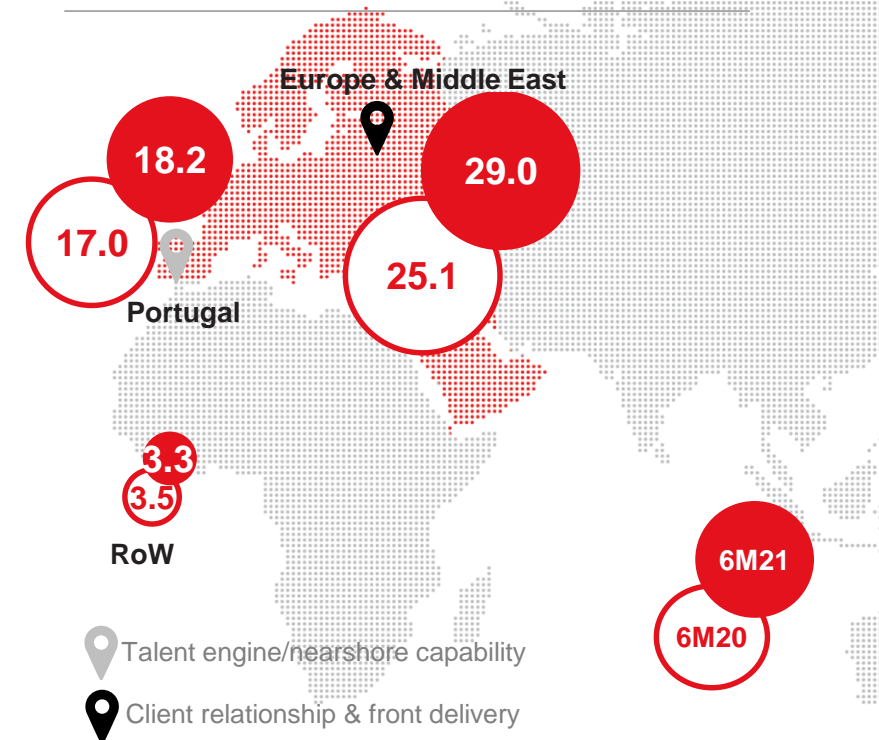 Europe & Middle East
18.2
29.0
17.0
25.1
Portugal
3.3
3.5
RoW
6M21
6M20
Talent engine/nearshore capability
Client relationship & front delivery